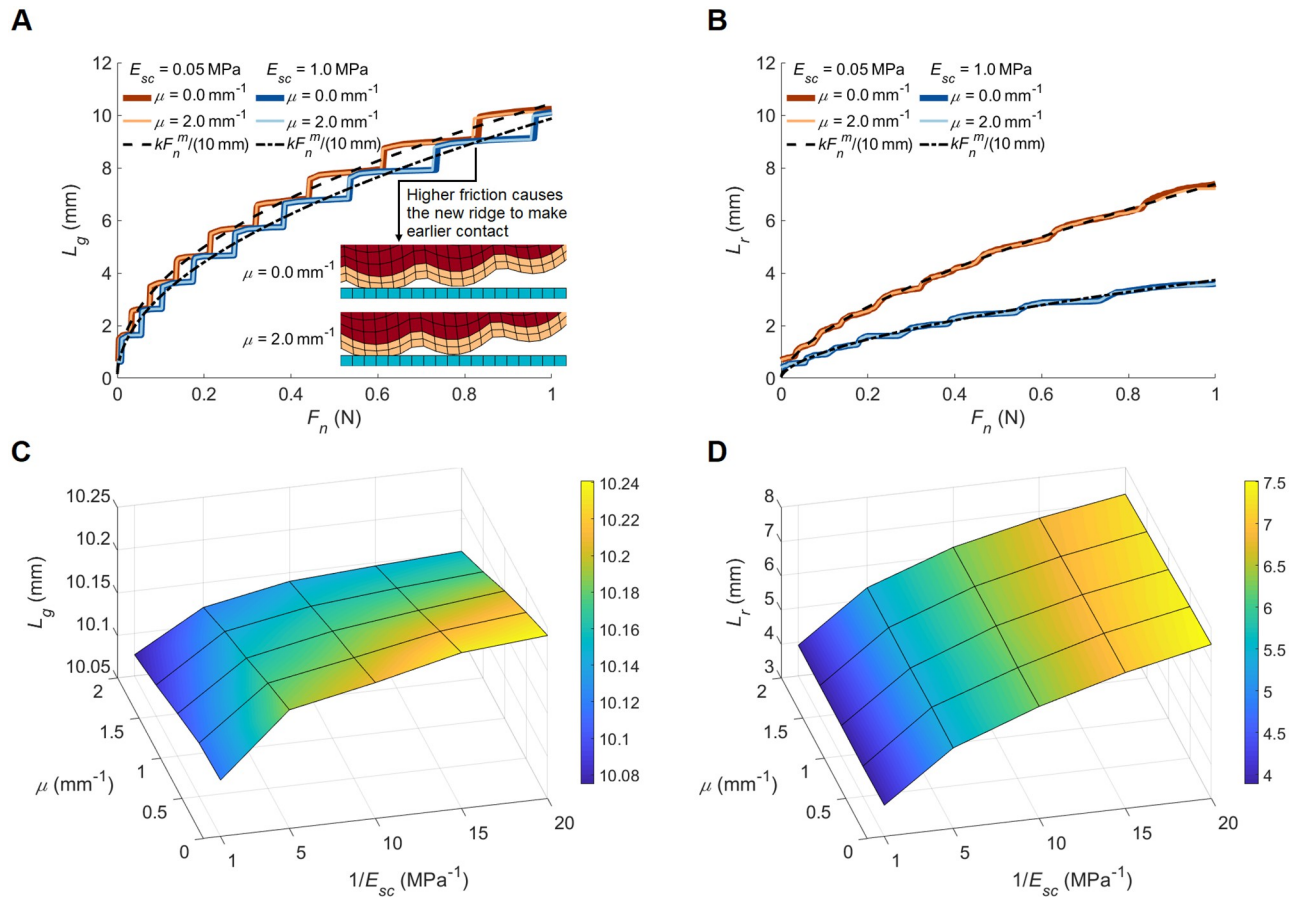 A
12
10
8
6
4
2
0
L_g (mm)
E_sc = 0.05 MPa E_sc = 1.0 MPa
μ = 0.0 mm⁻¹ μ = 0.0 mm⁻¹
μ = 2.0 mm⁻¹ μ = 2.0 mm⁻¹
kF_n^m/(10 mm) kF_n^m/(10 mm)
Higher friction causes
the new ridge to make
earlier contact
μ = 0.0 mm⁻¹
μ = 2.0 mm⁻¹
0 0.2 0.4 0.6 0.8 1
F_n (N)
B
12
10
8
6
4
2
0
L_r (mm)
E_sc = 0.05 MPa E_sc = 1.0 MPa
μ = 0.0 mm⁻¹ μ = 0.0 mm⁻¹
μ = 2.0 mm⁻¹ μ = 2.0 mm⁻¹
kF_n^m/(10 mm) kF_n^m/(10 mm)
0 0.2 0.4 0.6 0.8 1
F_n (N)
C
10.25
10.2
10.15
10.1
10.05
L_g (mm)
2
1.5
1
0.5
0
μ (mm⁻¹)
1 5 10 15 20
1/E_sc (MPa⁻¹)
10.24
10.22
10.2
10.18
10.16
10.14
10.12
10.1
10.08
D
8
7
6
5
4
3
L_r (mm)
2
1.5
1
0.5
0
μ (mm⁻¹)
1 5 10 15 20
1/E_sc (MPa⁻¹)
7.5
7
6.5
6
5.5
5
4.5
4